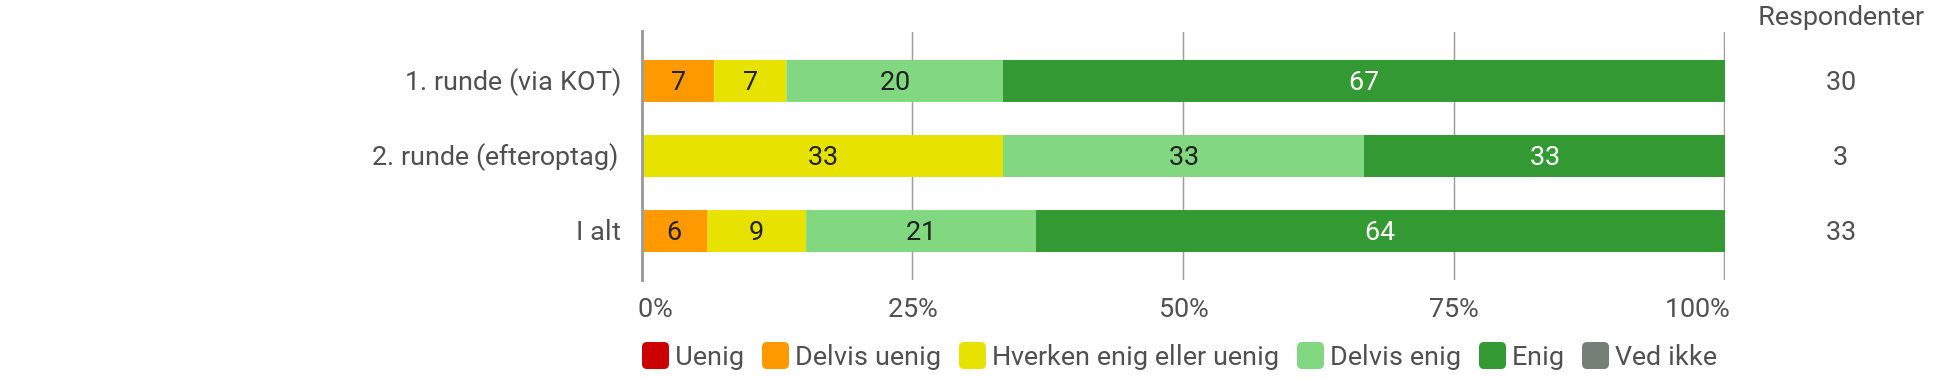 Respondenter
1. runde (via KOT) 7 7 20 67 30
2. runde (efteroptag) 33 33 33 3
I alt 6 9 21 64 33
0% 25% 50% 75% 100%
Uenig Delvis uenig Hverken enig eller uenig Delvis enig Enig Ved ikke